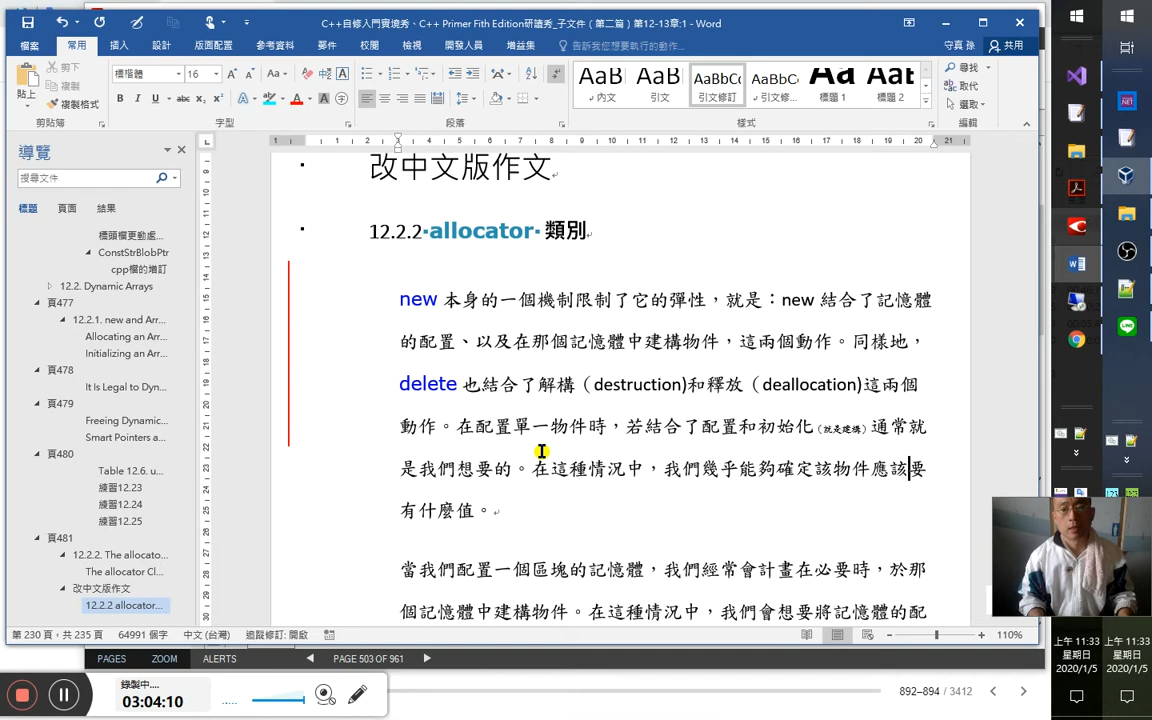 C++自修入門實境秀、C++ Primer Fith Edition研讀秀_子文件（第二篇）第12-13章:1 - Word
檔案 常用 插入 設計 版面配置 參考資料 郵件 校閱 檢視 開發人員 增益集 告訴我您想要執行的動作... 守真 孫 共用
貼上 剪下 複製 複製格式
標楷體 16
AaB AaB AaBbCc AaBbCc Aa Aat
內文 引文 引文修訂 引文修... 標題 1 標題 2
尋找 取代 選取
剪貼簿 字型 段落 樣式 編輯
導覽
搜尋文件
標題 頁面 結果
標頭檔更動處...
ConstStrBlobPtr
cpp檔的增訂
12.2. Dynamic Arrays
頁477
12.2.1. new and Arr...
Allocating an Arr...
Initializing an Arr...
頁478
It Is Legal to Dyn...
頁479
Freeing Dynamic...
Smart Pointers a...
頁480
Table 12.6. u...
練習12.23
練習12.24
練習12.25
頁481
12.2.2. The allocato...
The allocator Cl...
改中文版作文
12.2.2 allocator...
改中文版作文
12.2.2 allocator 類別
new 本身的一個機制限制了它的彈性，就是：new 結合了記憶體
的配置、以及在那個記憶體中建構物件，這兩個動作。同樣地，
delete 也結合了解構（destruction)和釋放（deallocation)這兩個
動作。在配置單一物件時，若結合了配置和初始化（就是建構）通常就
是我們想要的。在這種情況中，我們幾乎能夠確定該物件應該要
有什麼值。
當我們配置一個區塊的記憶體，我們經常會計畫在必要時，於那
個記憶體中建構物件。在這種情況中，我們會想要將記憶體的配
第 230 頁，共 235 頁 64991 個字 中文 (台灣) 追蹤修訂: 開啟 110%
PAGES ZOOM ALERTS PAGE 503 OF 961
錄製中....
03:04:10
892–894 / 3412
上午 11:33
星期日
2020/1/5
上午 11:33
星期日
2020/1/5